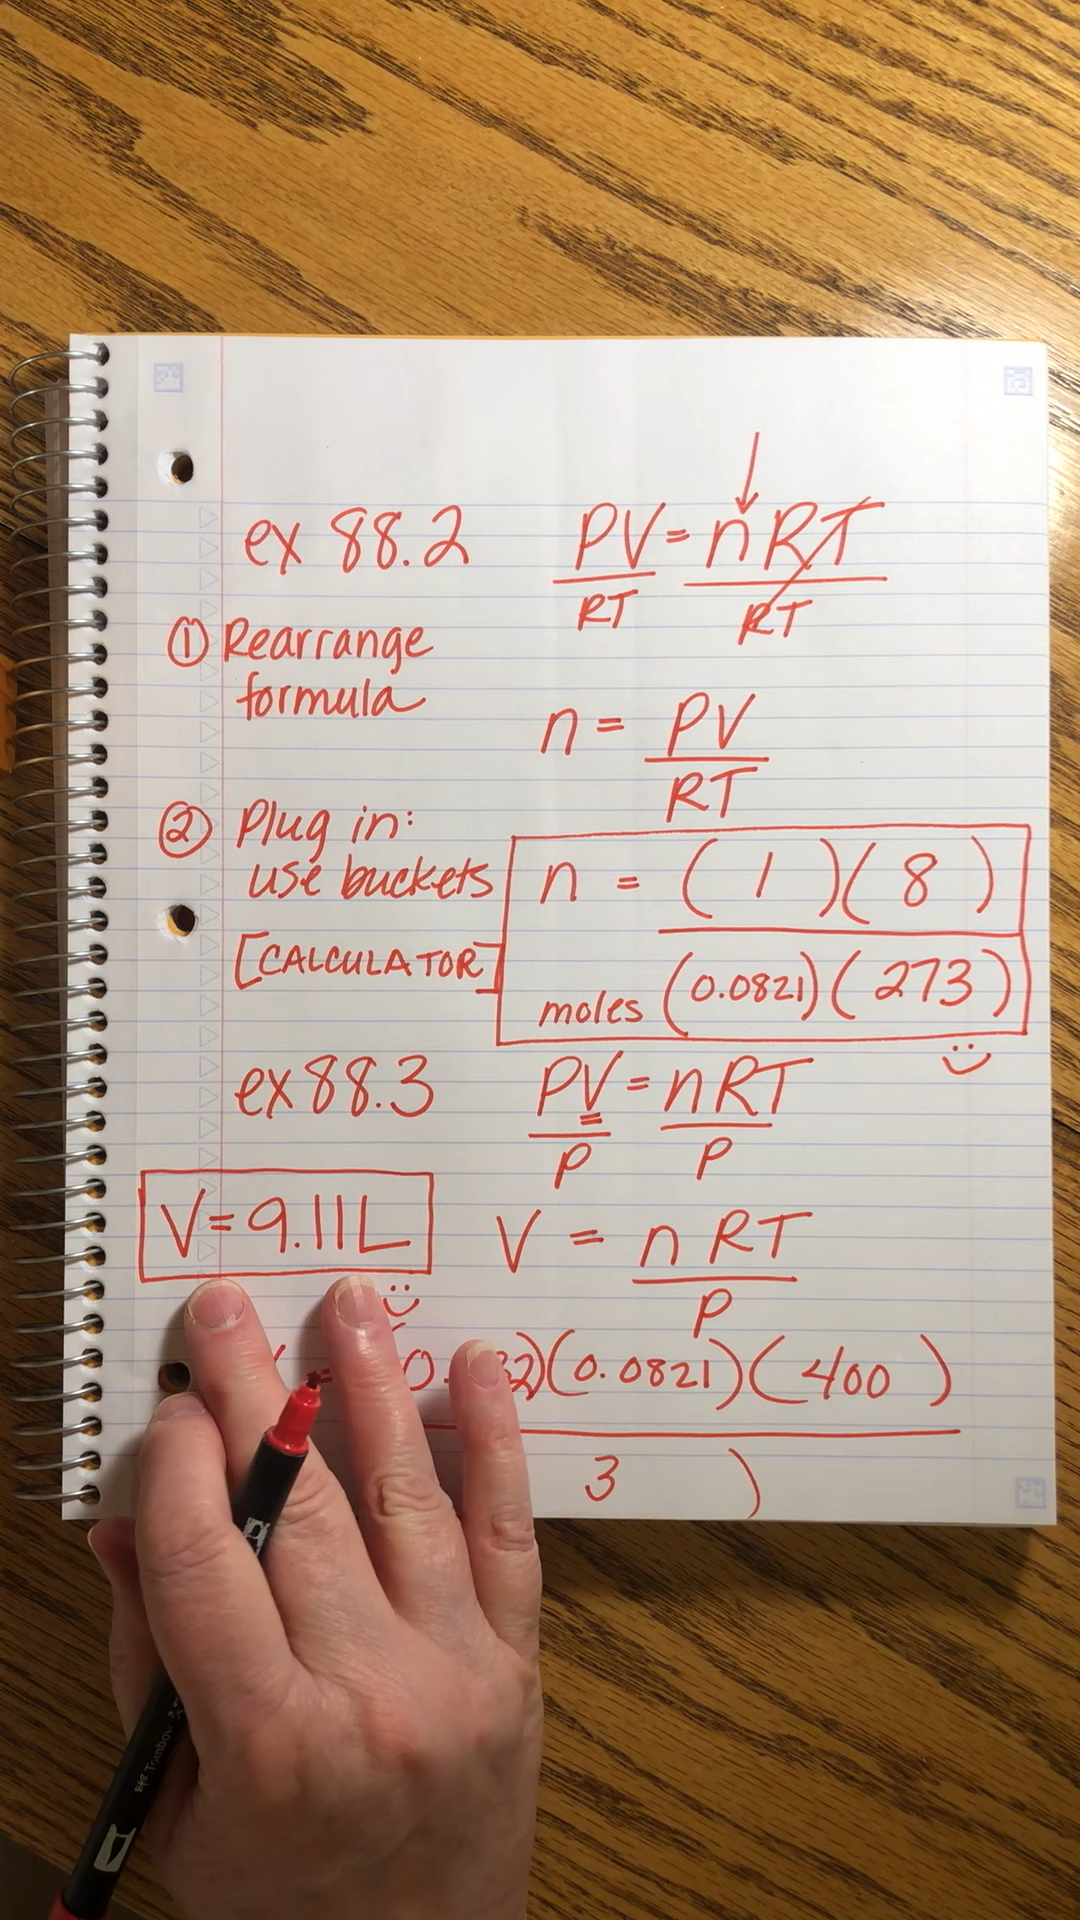 ex 88.2
PV = nRT
RT RT
① Rearrange
formula
n = PV
RT
② Plug in:
use buckets
[CALCULATOR]
n = ( 1 )( 8 )
moles (0.0821)( 273 )
ex 88.3
PV = nRT
P P
V = 9.11L
V = nRT
P
(0.0821)( 400 )
3 )
Tombow